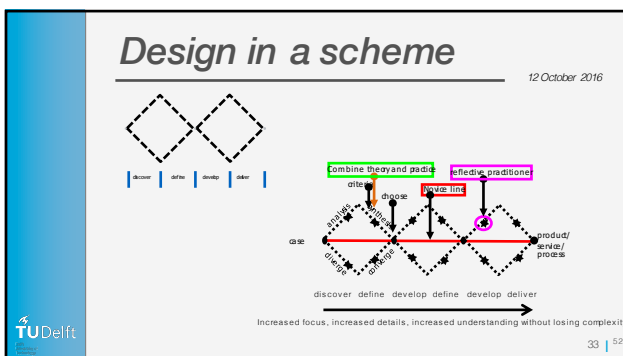 Design in a scheme
12 October 2016
discover define develop deliver
Combine theory and practice
reflective practitioner
criteria
Novice line
choose
analysis
synthesis
case
product/
service/
process
diverge
converge
discover define develop define develop deliver
Increased focus, increased details, increased understanding without losing complexit
TUDelft
33 | 52